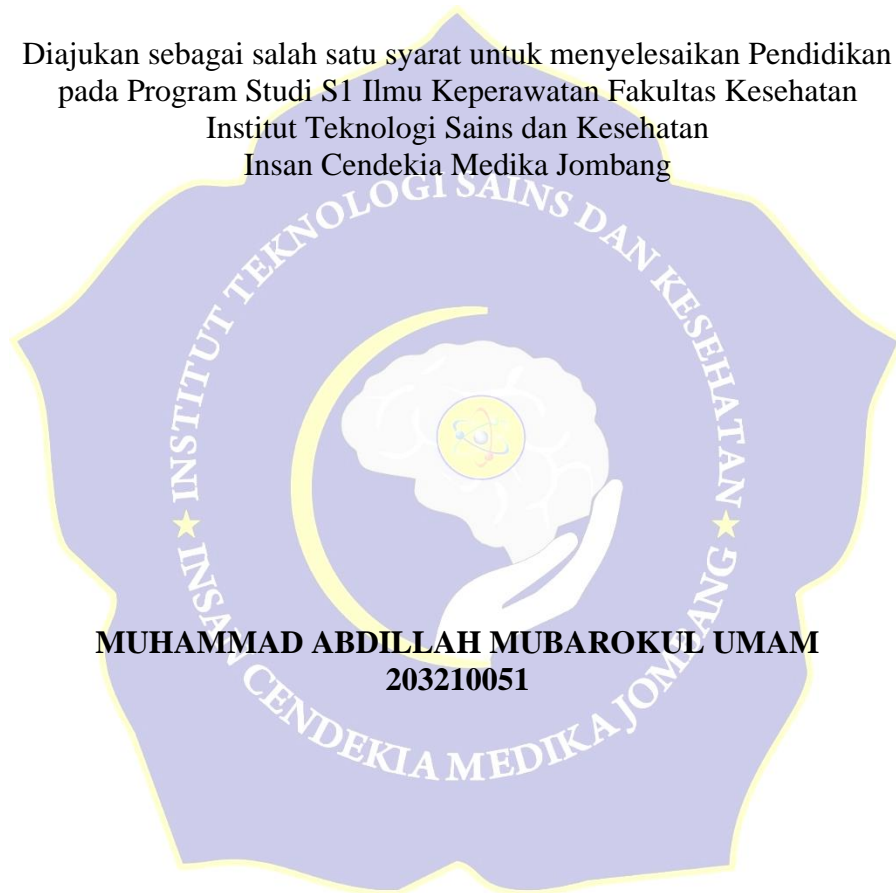 Diajukan sebagai salah satu syarat untuk menyelesaikan Pendidikan
pada Program Studi S1 Ilmu Keperawatan Fakultas Kesehatan
Institut Teknologi Sains dan Kesehatan
Insan Cendekia Medika Jombang
INSTITUT TEKNOLOGI SAINS DAN KESEHATAN
INSAN CENDEKIA MEDIKA JOMBANG
MUHAMMAD ABDILLAH MUBAROKUL UMAM
203210051